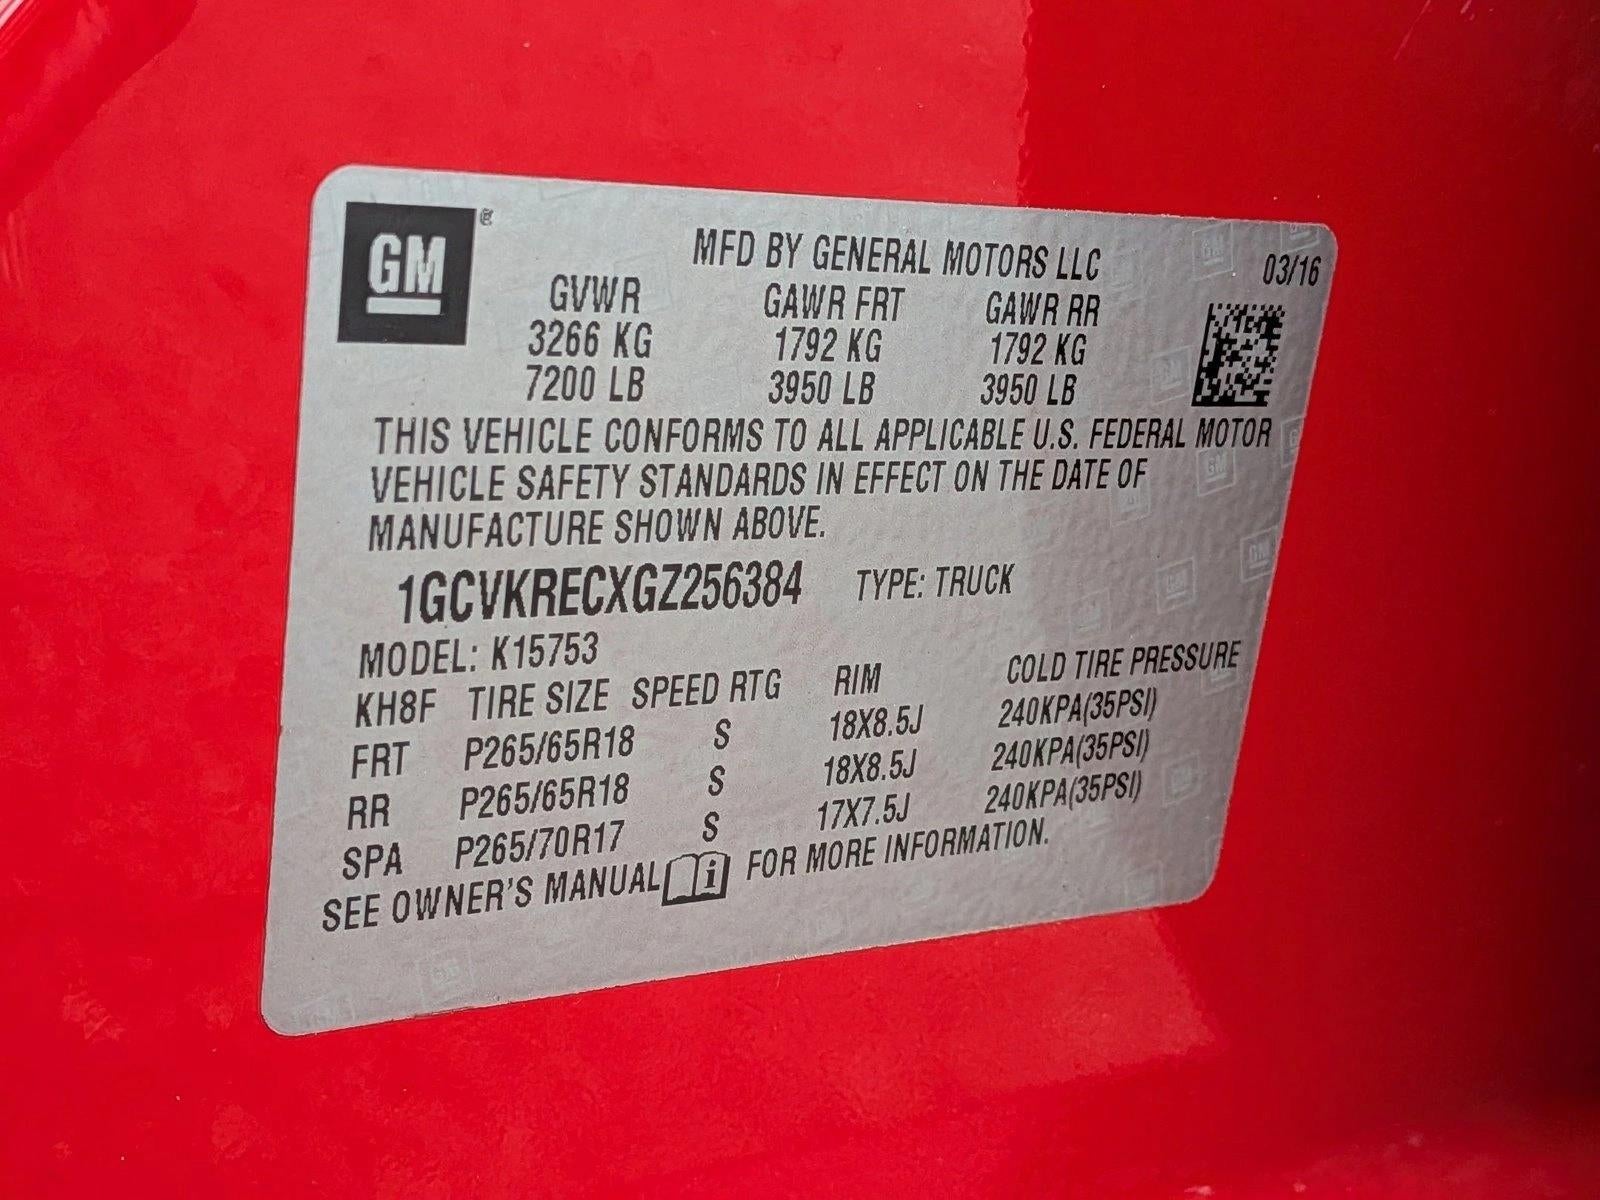 GM ®
MFD BY GENERAL MOTORS LLC 03/16
GVWR GAWR FRT GAWR RR
3266 KG 1792 KG 1792 KG
7200 LB 3950 LB 3950 LB
THIS VEHICLE CONFORMS TO ALL APPLICABLE U.S. FEDERAL MOTOR
VEHICLE SAFETY STANDARDS IN EFFECT ON THE DATE OF
MANUFACTURE SHOWN ABOVE.
1GCVKRECXGZ256384 TYPE: TRUCK
MODEL: K15753
KH8F TIRE SIZE SPEED RTG RIM COLD TIRE PRESSURE
FRT P265/65R18 S 18X8.5J 240KPA(35PSI)
RR P265/65R18 S 18X8.5J 240KPA(35PSI)
SPA P265/70R17 S 17X7.5J 240KPA(35PSI)
SEE OWNER'S MANUAL i FOR MORE INFORMATION.